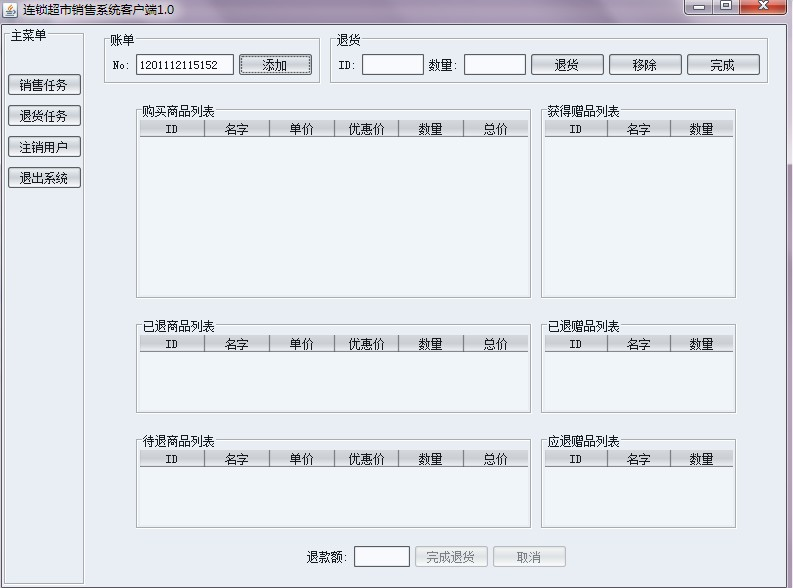 连锁超市销售系统客户端1.0
主菜单
销售任务
退货任务
注销用户
退出系统
账单
No: 1201112115152 添加
退货
ID: 数量: 退货 移除 完成
购买商品列表
ID 名字 单价 优惠价 数量 总价
获得赠品列表
ID 名字 数量
已退商品列表
ID 名字 单价 优惠价 数量 总价
已退赠品列表
ID 名字 数量
待退商品列表
ID 名字 单价 优惠价 数量 总价
应退赠品列表
ID 名字 数量
退款额: 完成退货 取消